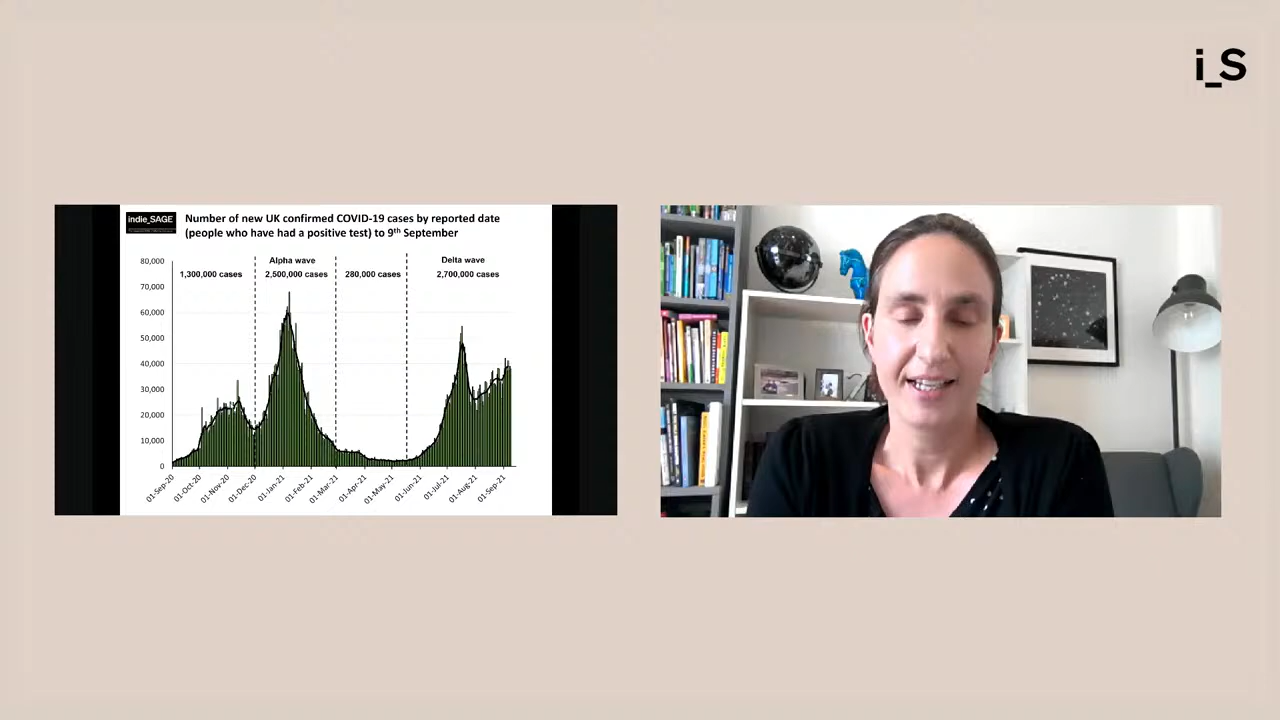 i_S
indie_SAGE
Number of new UK confirmed COVID-19 cases by reported date
(people who have had a positive test) to 9th September
Alpha wave
Delta wave
1,300,000 cases
2,500,000 cases
280,000 cases
2,700,000 cases
80,000
70,000
60,000
50,000
40,000
30,000
20,000
10,000
0
01-Sep-20
01-Oct-20
01-Nov-20
01-Dec-20
01-Jan-21
01-Feb-21
01-Mar-21
01-Apr-21
01-May-21
01-Jun-21
01-Jul-21
01-Aug-21
01-Sep-21